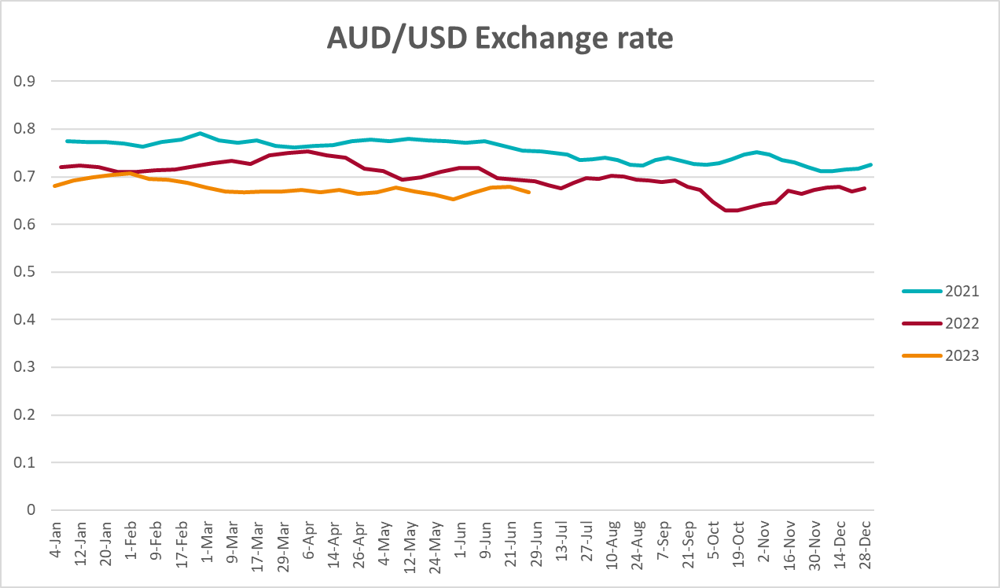 AUD/USD Exchange rate
0.9
0.8
0.7
0.6
0.5
0.4
0.3
0.2
0.1
0
4-Jan
12-Jan
20-Jan
1-Feb
9-Feb
17-Feb
1-Mar
9-Mar
17-Mar
29-Mar
6-Apr
14-Apr
26-Apr
4-May
12-May
24-May
1-Jun
9-Jun
21-Jun
29-Jun
13-Jul
27-Jul
10-Aug
24-Aug
7-Sep
21-Sep
5-Oct
19-Oct
2-Nov
16-Nov
30-Nov
14-Dec
28-Dec
2021
2022
2023